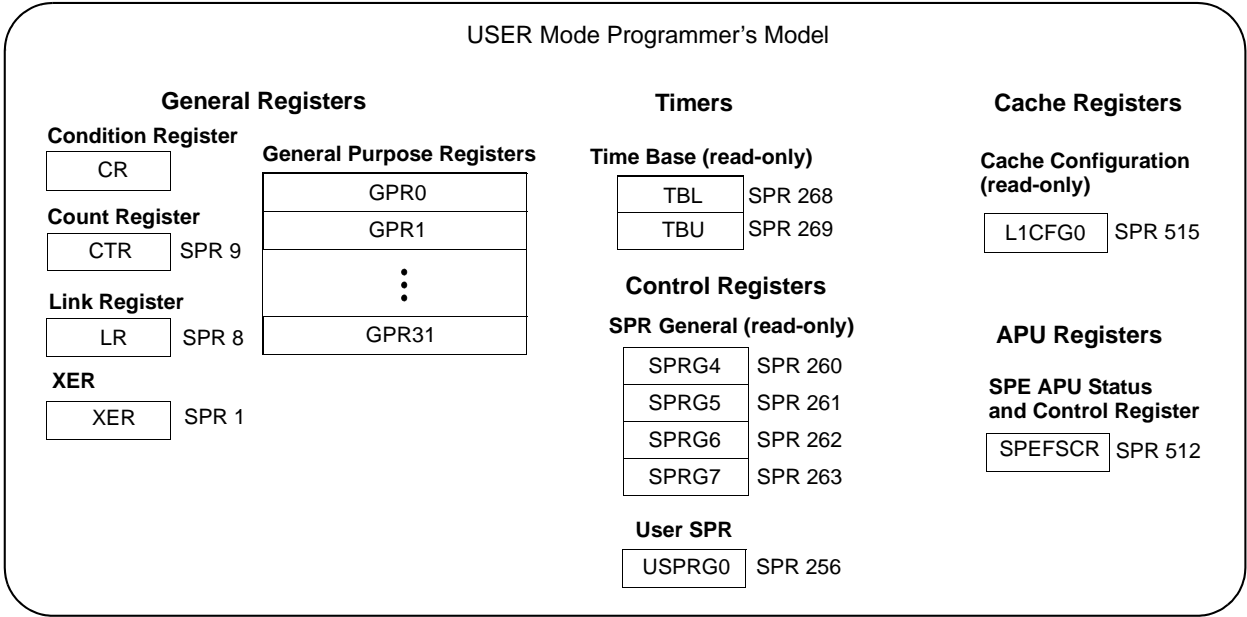 USER Mode Programmer's Model
General Registers
Condition Register
CR
Count Register
CTR SPR 9
Link Register
LR SPR 8
XER
XER SPR 1
General Purpose Registers
GPR0
GPR1
GPR31
Timers
Time Base (read-only)
TBL SPR 268
TBU SPR 269
Control Registers
SPR General (read-only)
SPRG4 SPR 260
SPRG5 SPR 261
SPRG6 SPR 262
SPRG7 SPR 263
User SPR
USPRG0 SPR 256
Cache Registers
Cache Configuration
(read-only)
L1CFG0 SPR 515
APU Registers
SPE APU Status
and Control Register
SPEFSCR SPR 512